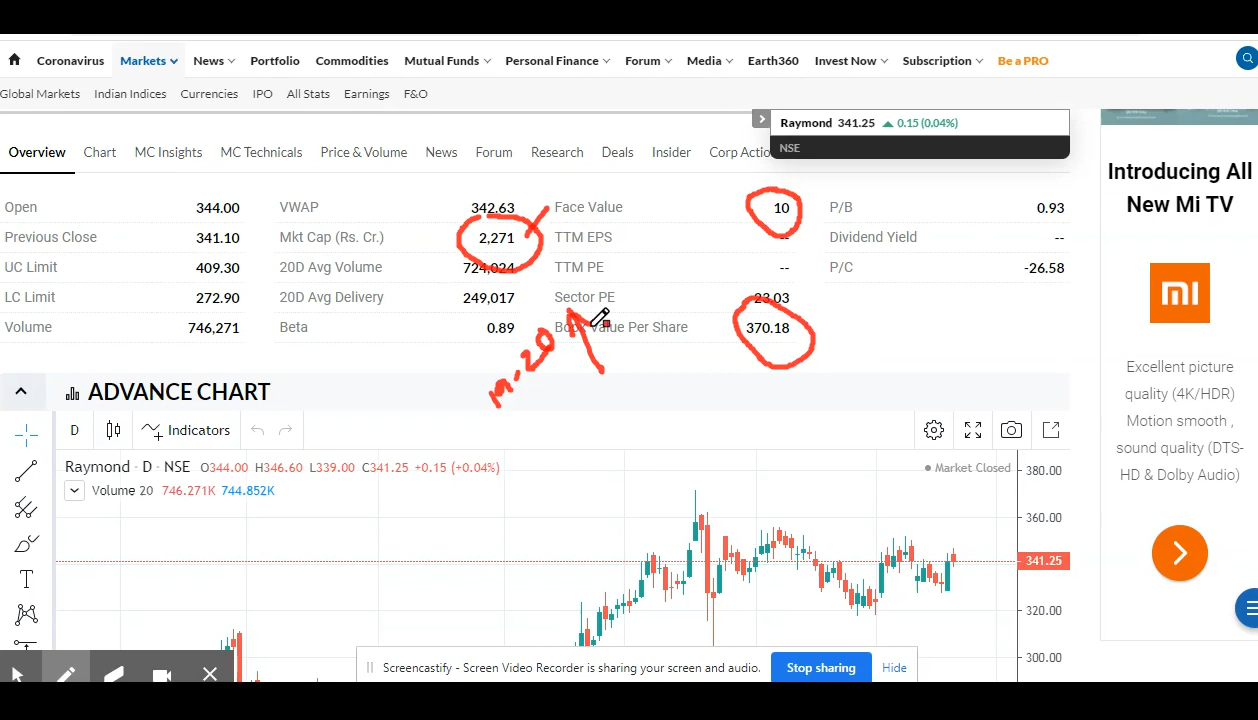 Coronavirus Markets News Portfolio Commodities Mutual Funds Personal Finance Forum Media Earth360 Invest Now Subscription Be a PRO
Global Markets Indian Indices Currencies IPO All Stats Earnings F&O
Raymond 341.25 0.15 (0.04%)
NSE
Overview Chart MC Insights MC Technicals Price & Volume News Forum Research Deals Insider Corp Actio
Open 344.00 VWAP 342.63 Face Value 10 P/B 0.93
Previous Close 341.10 Mkt Cap (Rs. Cr.) 2,271 TTM EPS -- Dividend Yield --
UC Limit 409.30 20D Avg Volume 724,024 TTM PE -- P/C -26.58
LC Limit 272.90 20D Avg Delivery 249,017 Sector PE 23.03
Volume 746,271 Beta 0.89 Book Value Per Share 370.18
ADVANCE CHART
D Indicators
Raymond · D · NSE O344.00 H346.60 L339.00 C341.25 +0.15 (+0.04%)
Market Closed
Volume 20 746.271K 744.852K
380.00
360.00
341.25
320.00
300.00
Introducing All
New Mi TV
mi
Excellent picture
quality (4K/HDR)
Motion smooth ,
sound quality (DTS-
HD & Dolby Audio)
Screencastify - Screen Video Recorder is sharing your screen and audio. Stop sharing Hide